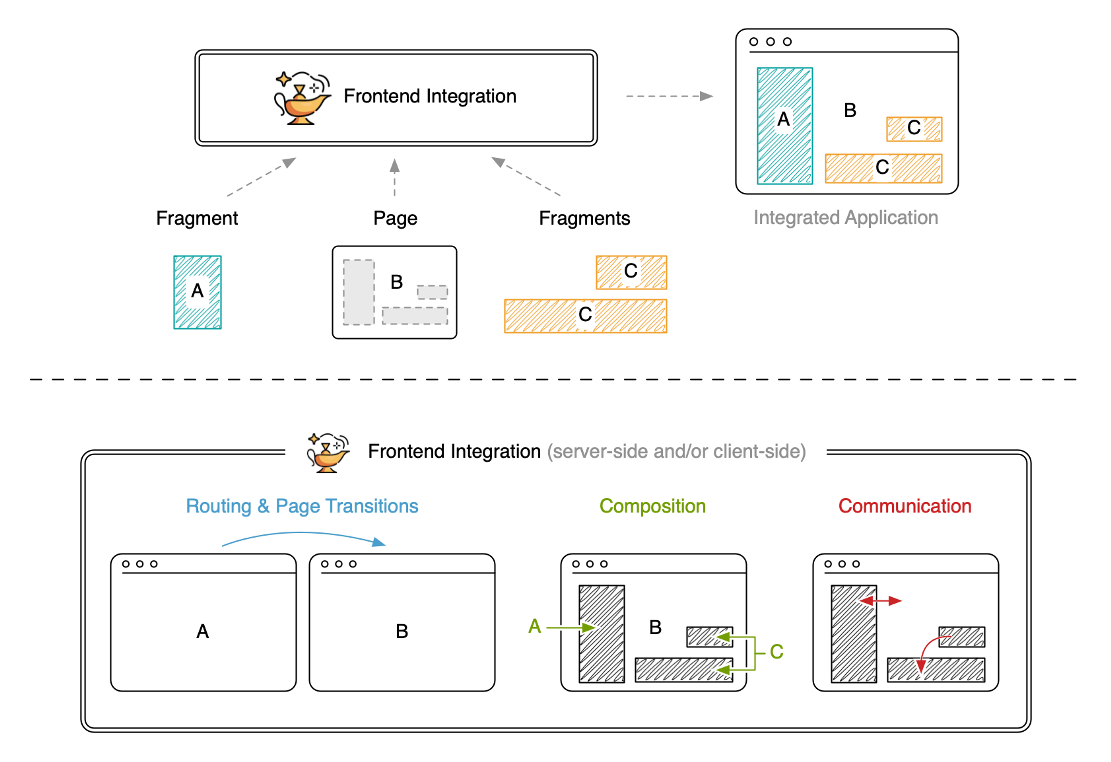 Frontend Integration
A
B
C
C
Integrated Application
Fragment
Page
Fragments
A
B
C
C
Frontend Integration (server-side and/or client-side)
Routing & Page Transitions
Composition
Communication
A
B
A
B
C